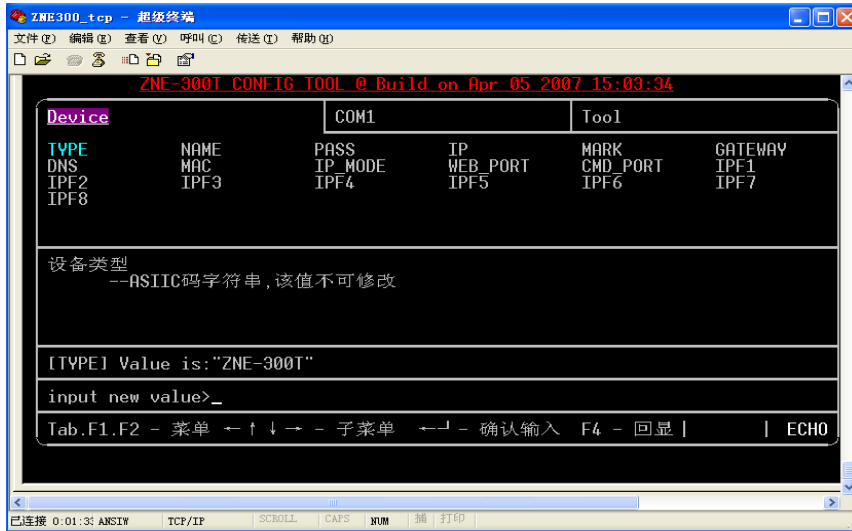 ZNE300_tcp - 超级终端
文件(F) 编辑(E) 查看(V) 呼叫(C) 传送(T) 帮助(H)
ZNE-300T CONFIG TOOL @ Build on Apr 05 2007 15:03:34
Device COM1 Tool
TYPE NAME PASS IP MARK GATEWAY
DNS MAC IP_MODE WEB_PORT CMD_PORT IPF1
IPF2 IPF3 IPF4 IPF5 IPF6 IPF7
IPF8
设备类型
--ASIIC码字符串,该值不可修改
[TYPE] Value is:"ZNE-300T"
input new value>_
Tab.F1.F2 - 菜单 ←↑↓→ - 子菜单 ←┘ - 确认输入 F4 - 回显 | | ECHO
已连接 0:01:33 ANSIW TCP/IP SCROLL CAPS NUM 捕 打印